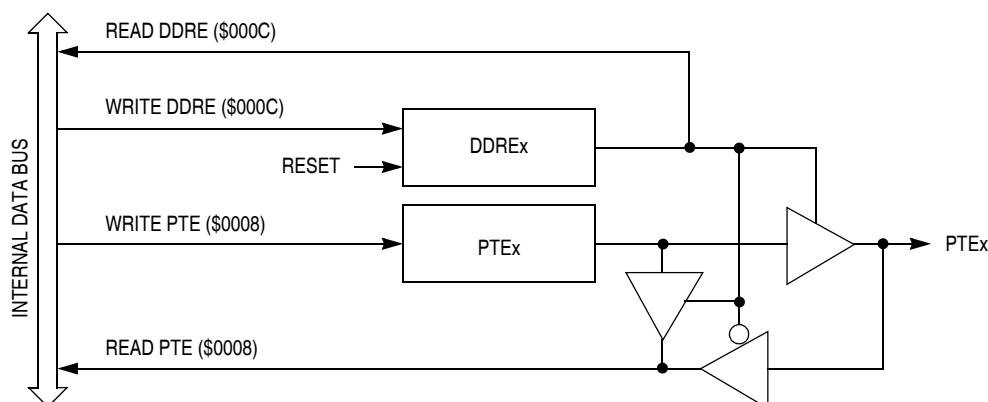 READ DDRE ($000C)
WRITE DDRE ($000C)
DDREx
RESET
WRITE PTE ($0008)
PTEx
PTEx
READ PTE ($0008)
INTERNAL DATA BUS